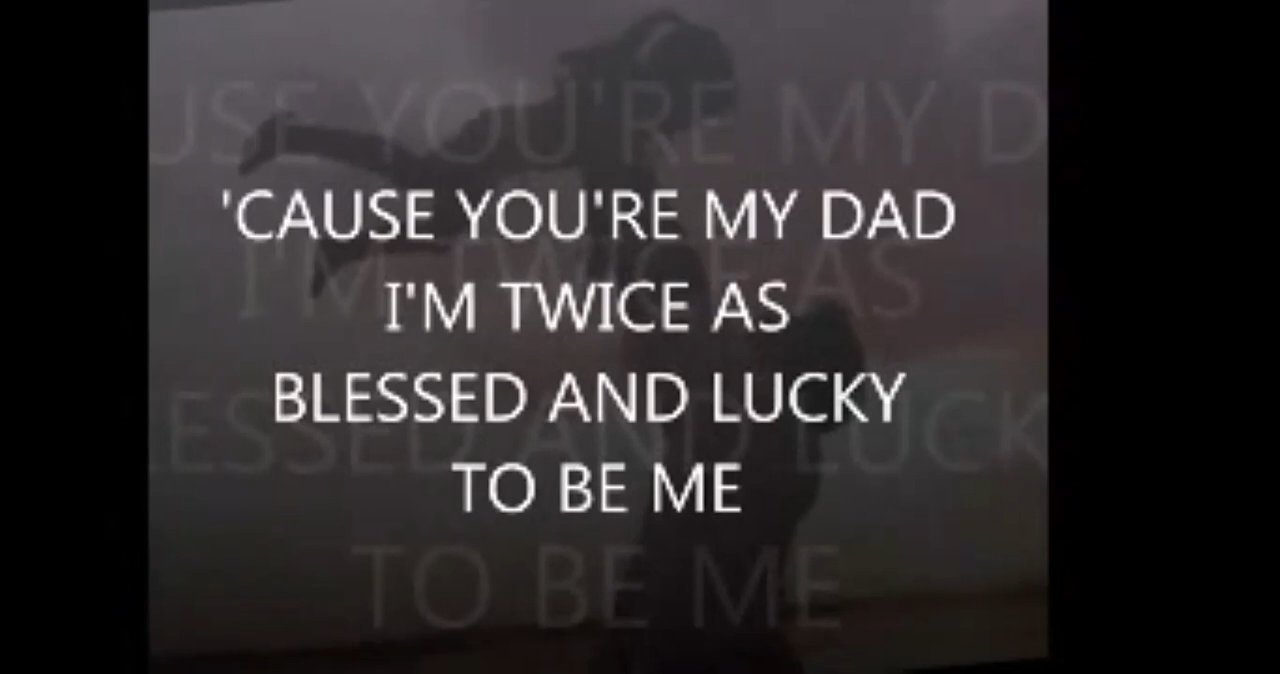 'CAUSE YOU'RE MY DAD
I'M TWICE AS
BLESSED AND LUCKY
TO BE ME